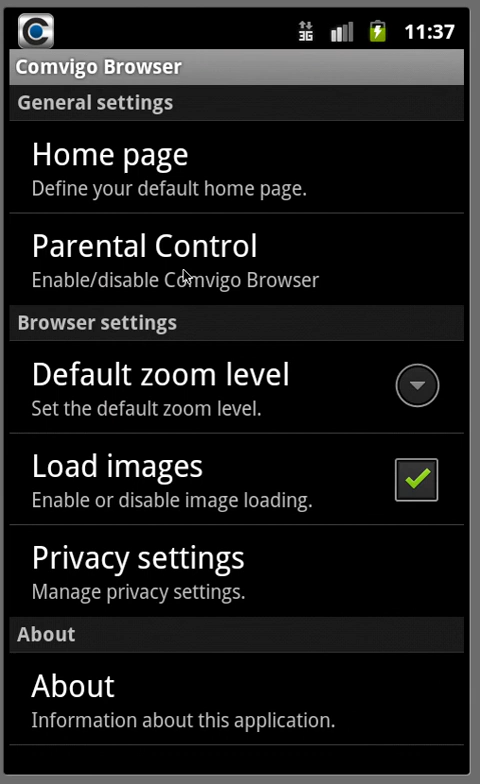 3G 11:37
Comvigo Browser
General settings
Home page
Define your default home page.
Parental Control
Enable/disable Comvigo Browser
Browser settings
Default zoom level
Set the default zoom level.
Load images
Enable or disable image loading.
Privacy settings
Manage privacy settings.
About
About
Information about this application.